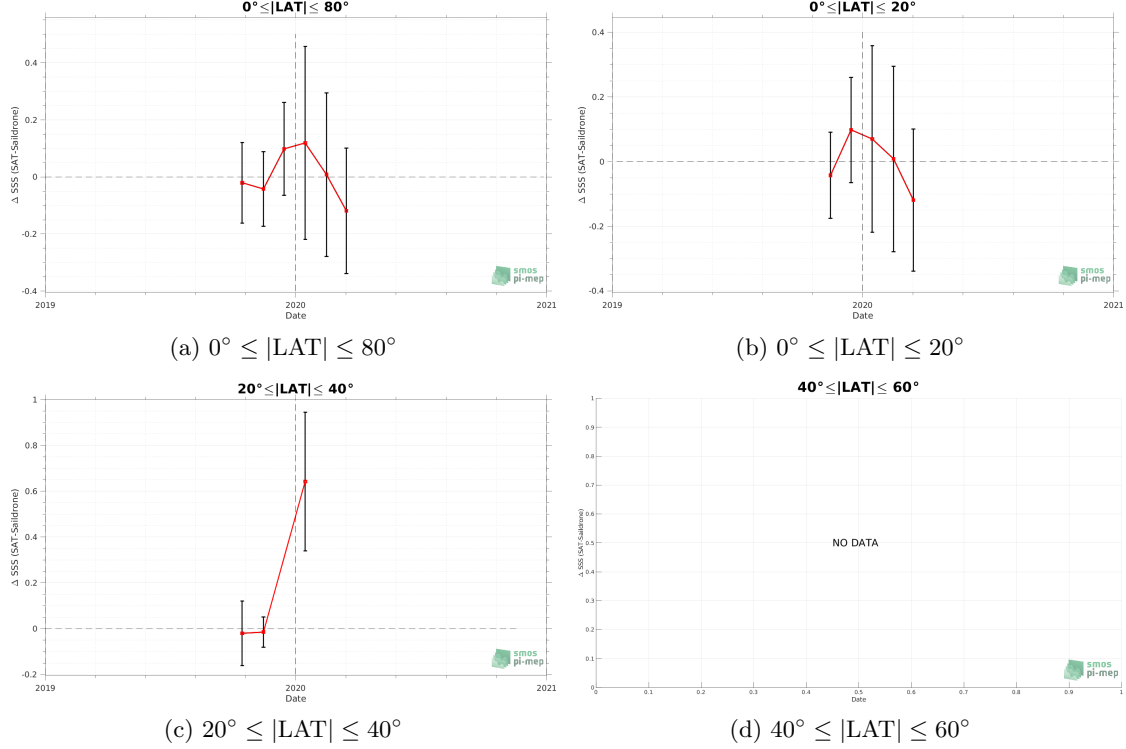 0°≤|LAT|≤ 80°
Δ SSS (SAT-Saildrone)
0.4
0.2
0
-0.2
-0.4
2019
2020
2021
Date
smos
pi-mep
(a) 0° ≤ |LAT| ≤ 80°
0°≤|LAT|≤ 20°
Δ SSS (SAT-Saildrone)
0.4
0.2
0
-0.2
-0.4
2019
2020
2021
Date
smos
pi-mep
(b) 0° ≤ |LAT| ≤ 20°
20°≤|LAT|≤ 40°
Δ SSS (SAT-Saildrone)
1
0.8
0.6
0.4
0.2
0
-0.2
2019
2020
2021
Date
smos
pi-mep
(c) 20° ≤ |LAT| ≤ 40°
40°≤|LAT|≤ 60°
Δ SSS (SAT-Saildrone)
1
0.9
0.8
0.7
0.6
0.5
0.4
0.3
0.2
0.1
0
NO DATA
0 0.1 0.2 0.3 0.4 0.5 0.6 0.7 0.8 0.9 1
Date
smos
pi-mep
(d) 40° ≤ |LAT| ≤ 60°